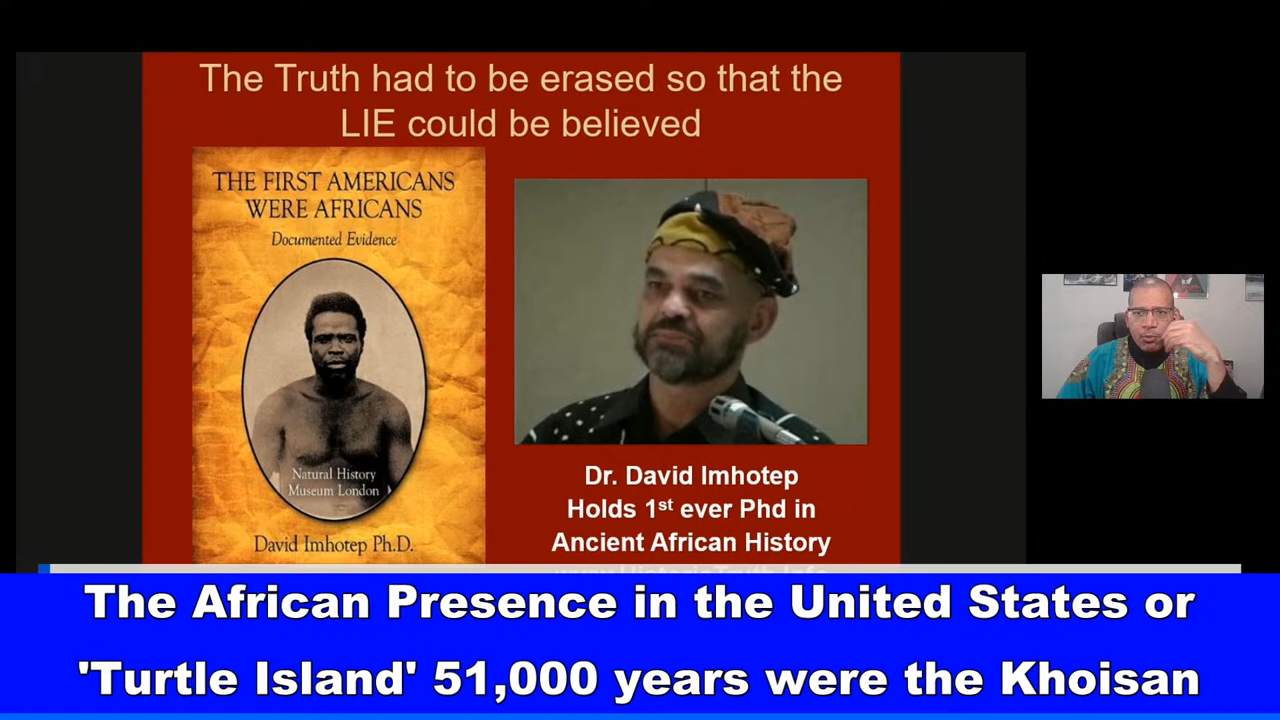 The Truth had to be erased so that the
LIE could be believed
THE FIRST AMERICANS
WERE AFRICANS
Documented Evidence
Natural History
Museum London
David Imhotep Ph.D.
Dr. David Imhotep
Holds 1st ever Phd in
Ancient African History
The African Presence in the United States or
'Turtle Island' 51,000 years were the Khoisan